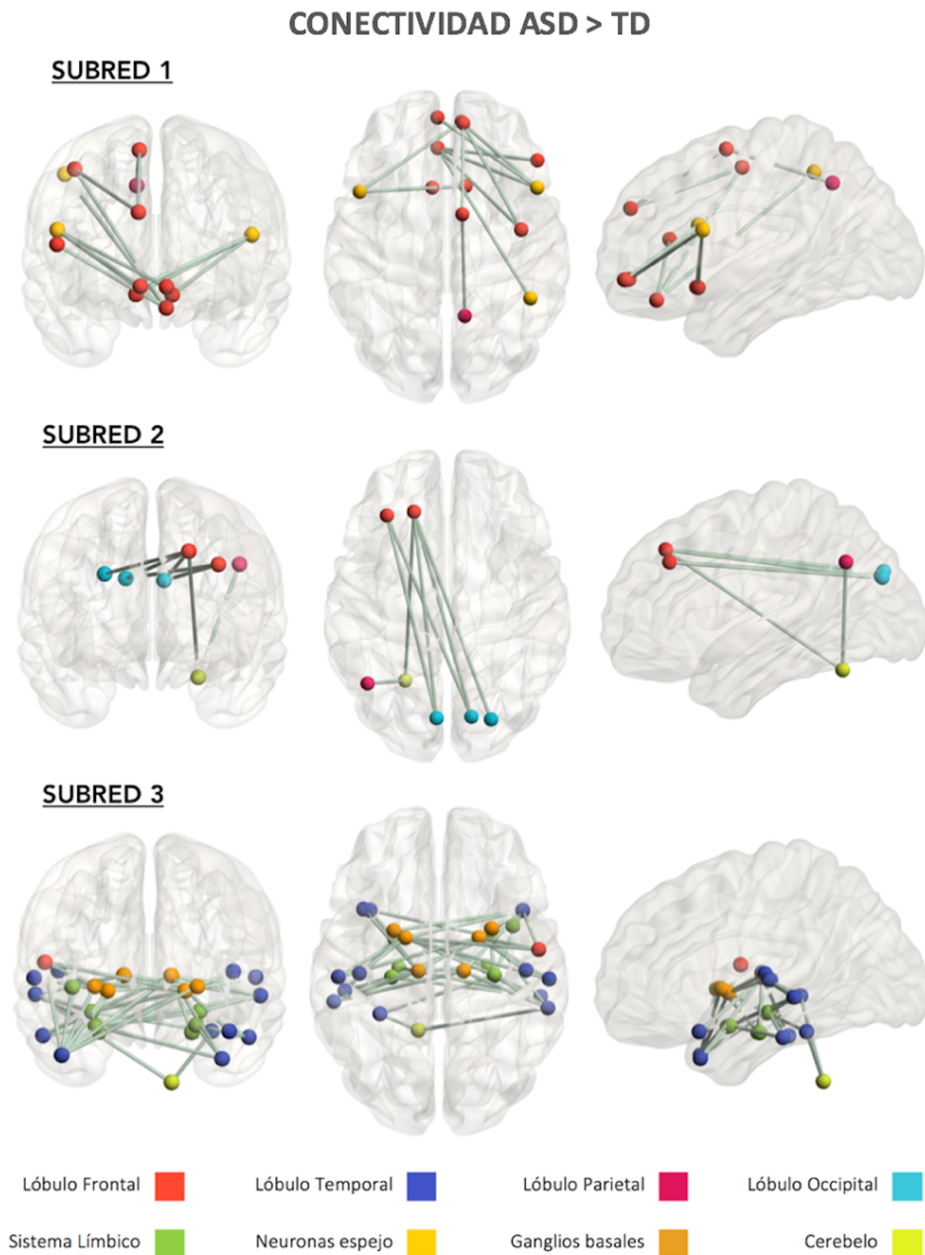 CONECTIVIDAD ASD > TD
SUBRED 1
SUBRED 2
SUBRED 3
Lóbulo Frontal
Lóbulo Temporal
Lóbulo Parietal
Lóbulo Occipital
Sistema Límbico
Neuronas espejo
Ganglios basales
Cerebelo